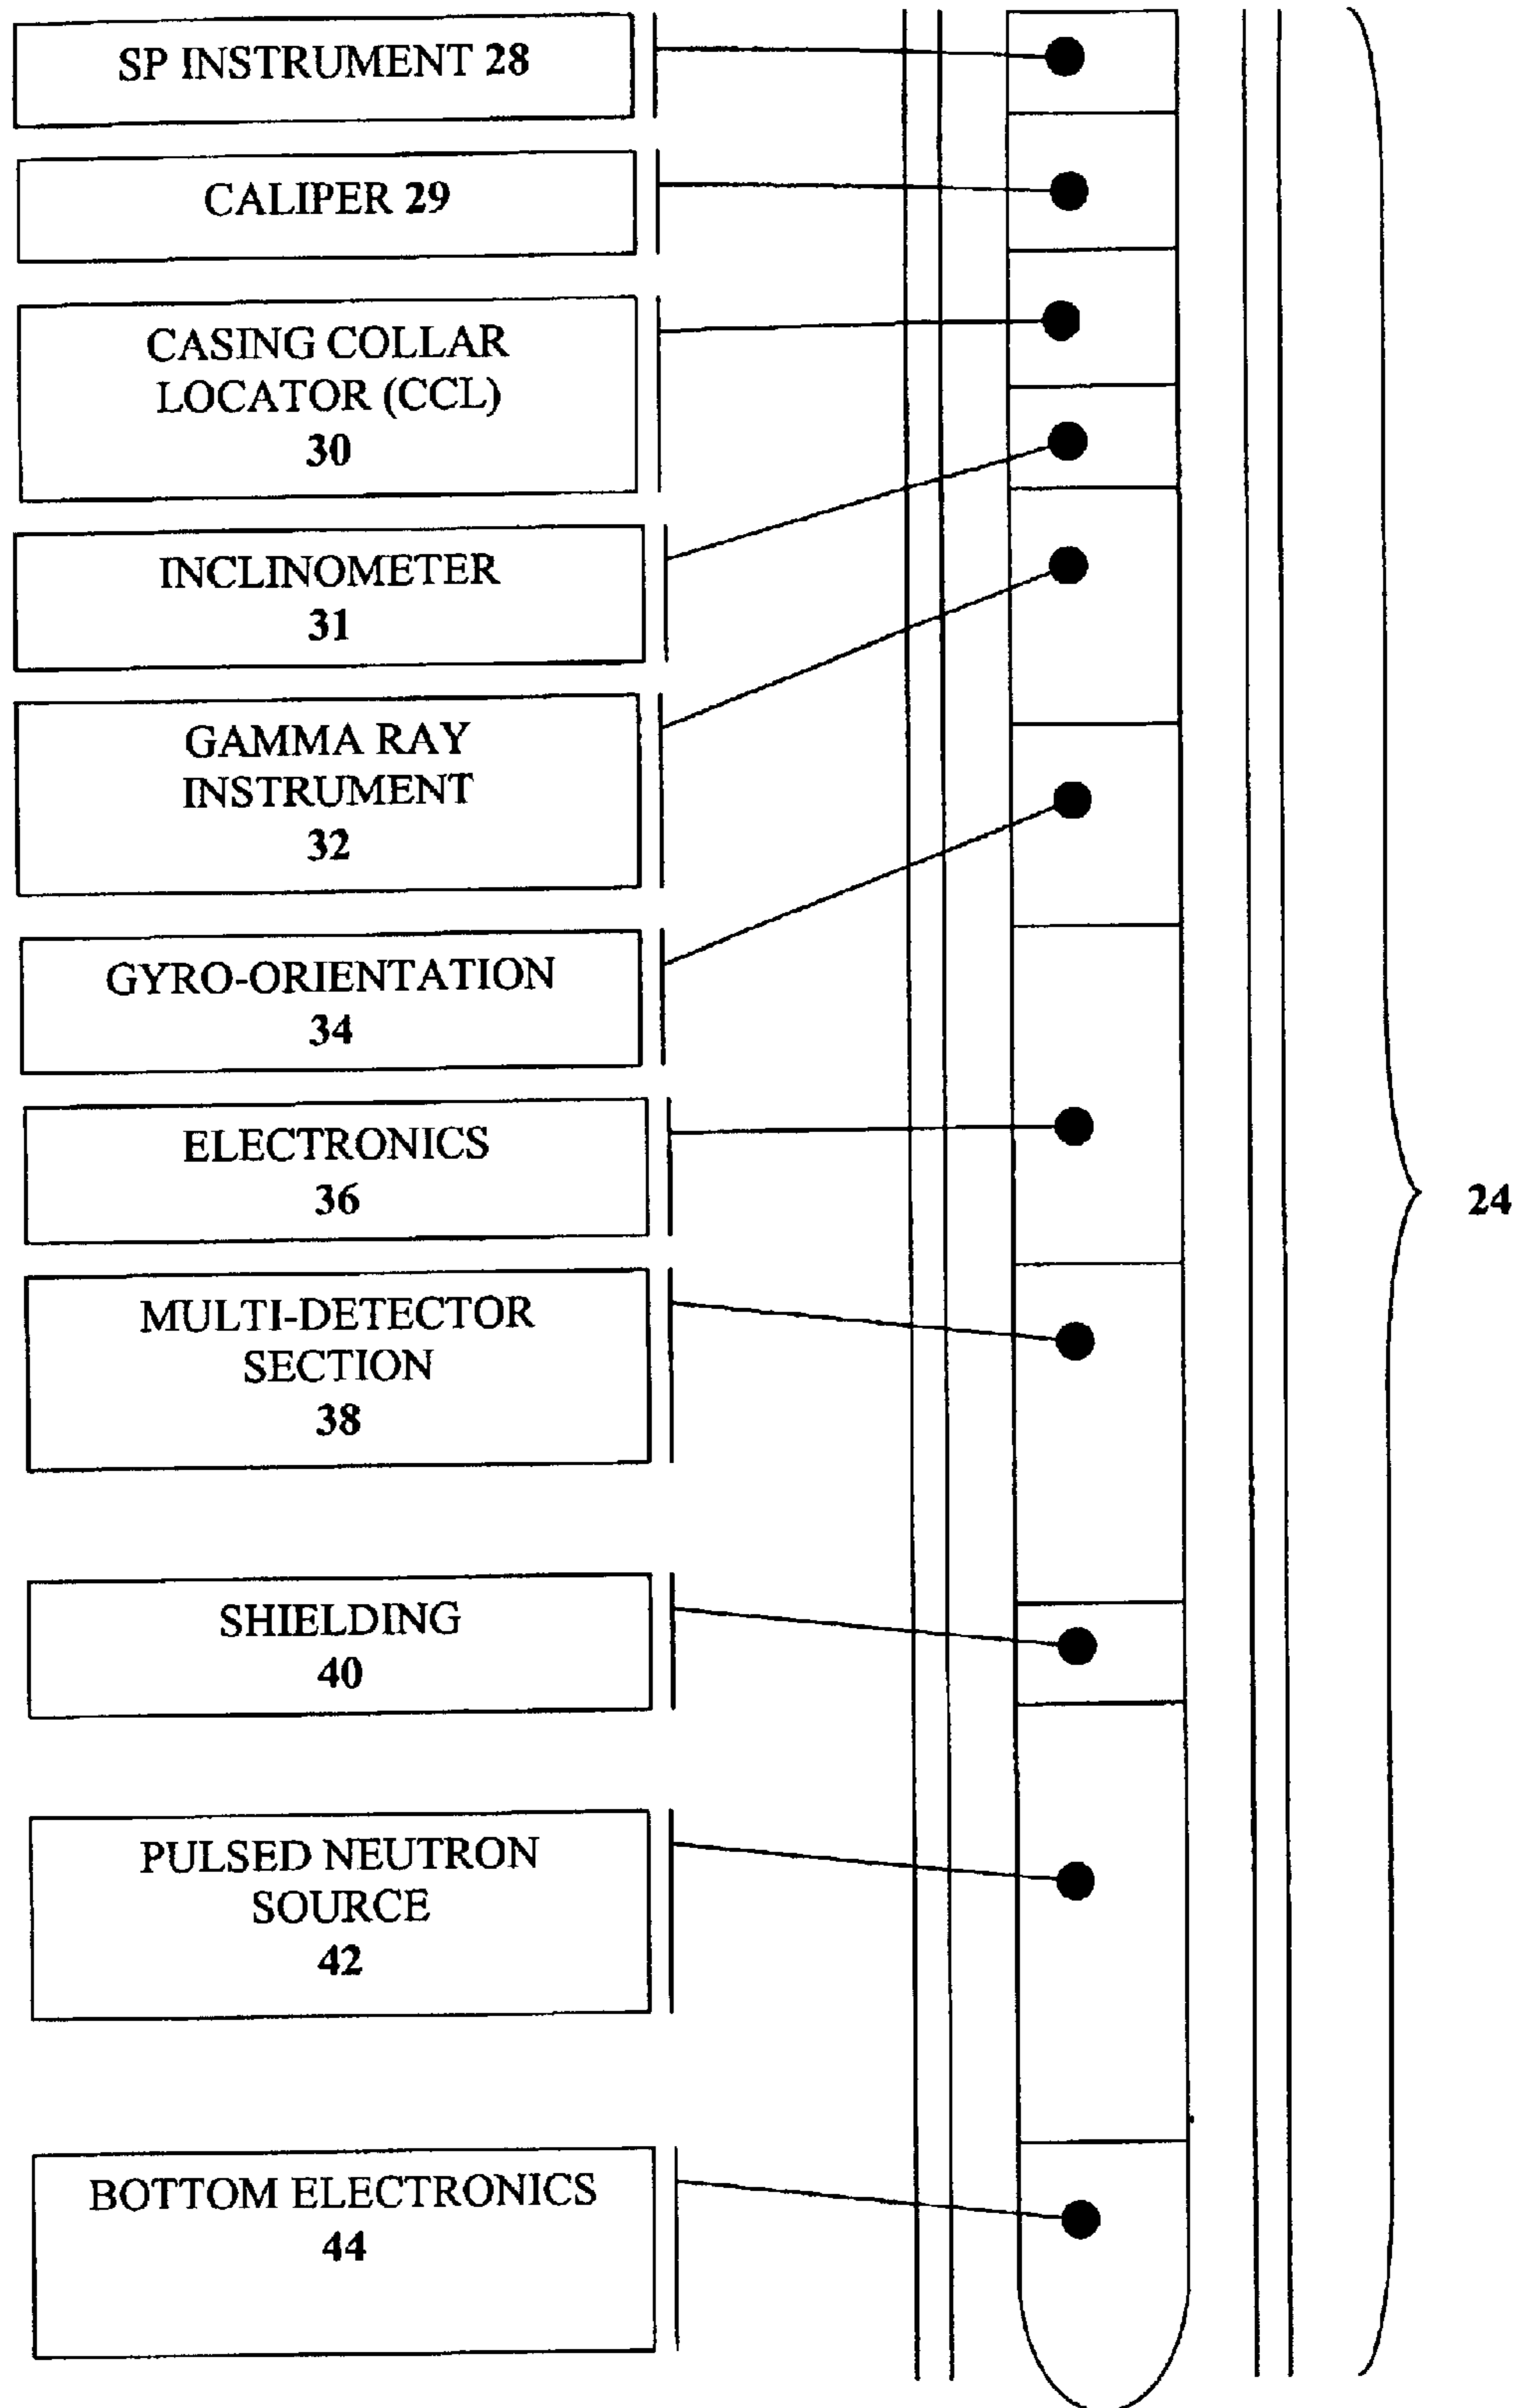 SP INSTRUMENT 28
CALIPER 29
CASING COLLAR
LOCATOR (CCL)
30
INCLINOMETER
31
GAMMA RAY
INSTRUMENT
32
GYRO-ORIENTATION
34
ELECTRONICS
36
24
MULTI-DETECTOR
SECTION
38
SHIELDING
40
PULSED NEUTRON
SOURCE
42
BOTTOM ELECTRONICS
44